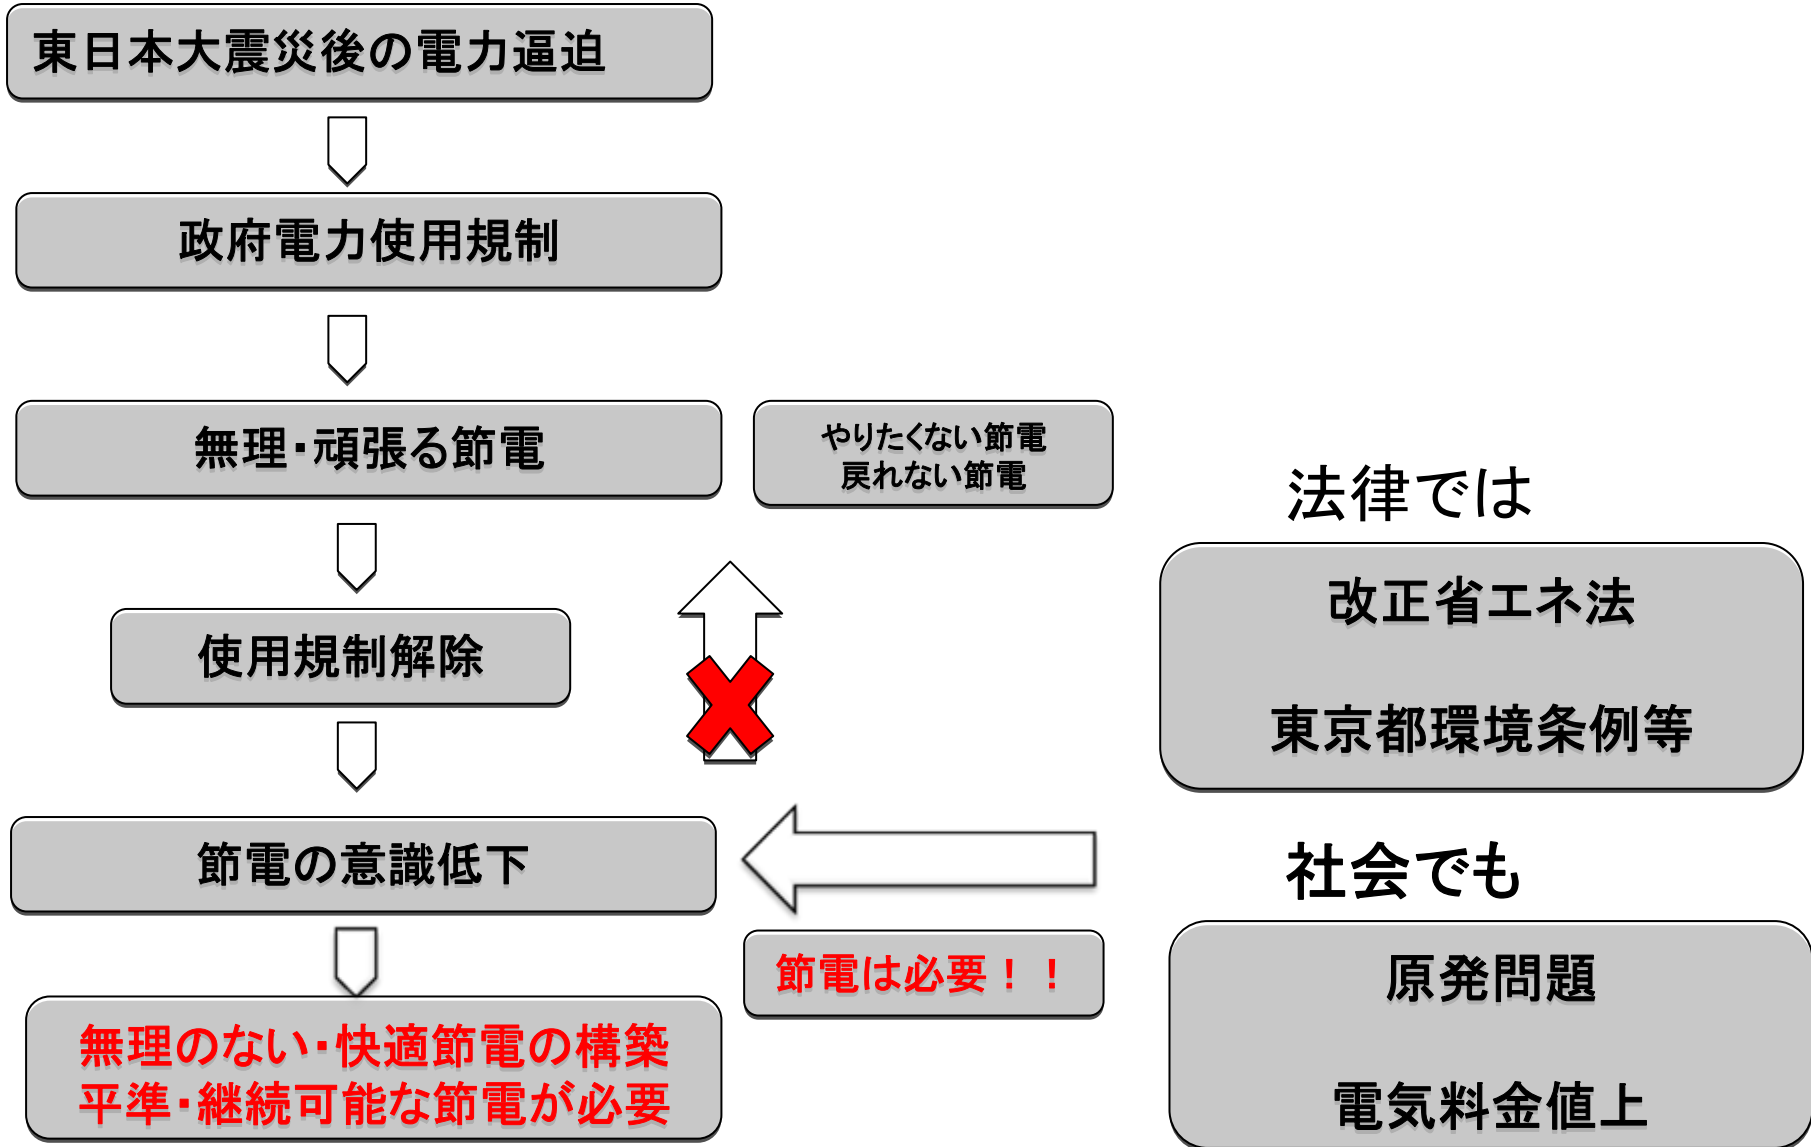 東日本大震災後の電力逼迫
政府電力使用規制
無理・頑張る節電
やりたくない節電
戻れない節電
使用規制解除
節電の意識低下
節電は必要！！
無理のない・快適節電の構築
平準・継続可能な節電が必要
法律では
改正省エネ法
東京都環境条例等
社会でも
原発問題
電気料金値上